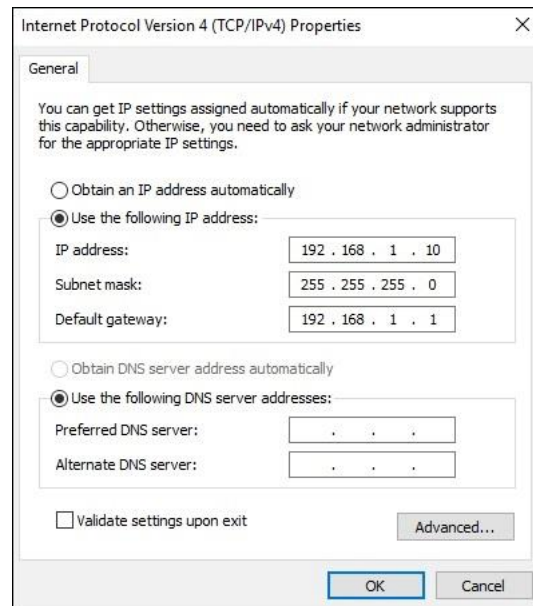 Internet Protocol Version 4 (TCP/IPv4) Properties
General
You can get IP settings assigned automatically if your network supports
this capability. Otherwise, you need to ask your network administrator
for the appropriate IP settings.
Obtain an IP address automatically
Use the following IP address:
IP address: 192 . 168 . 1 . 10
Subnet mask: 255 . 255 . 255 . 0
Default gateway: 192 . 168 . 1 . 1
Obtain DNS server address automatically
Use the following DNS server addresses:
Preferred DNS server: . . .
Alternate DNS server: . . .
Validate settings upon exit
Advanced...
OK Cancel